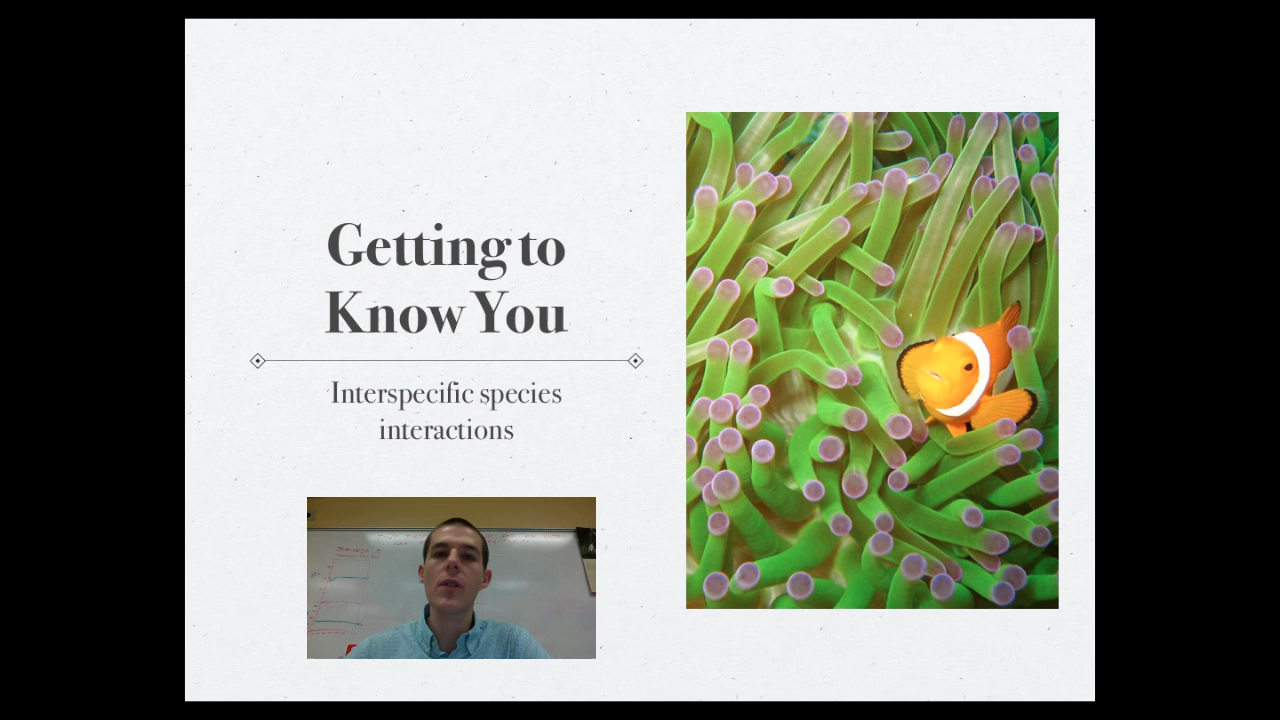 Getting to
Know You
Interspecific species
interactions